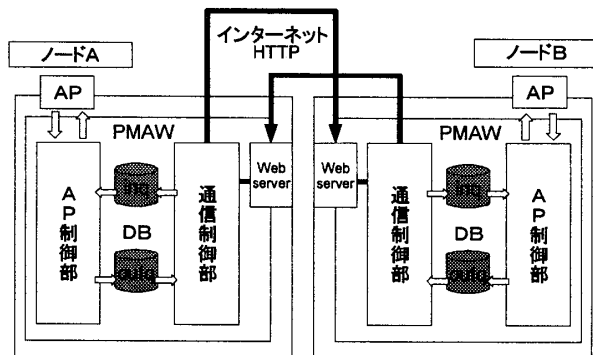 インターネット
HTTP
ノードA
ノードB
AP
AP
PMAW
PMAW
AP制御部
inq
DB
outq
通信制御部
Web
server
Web
server
通信制御部
inq
DB
outq
AP制御部